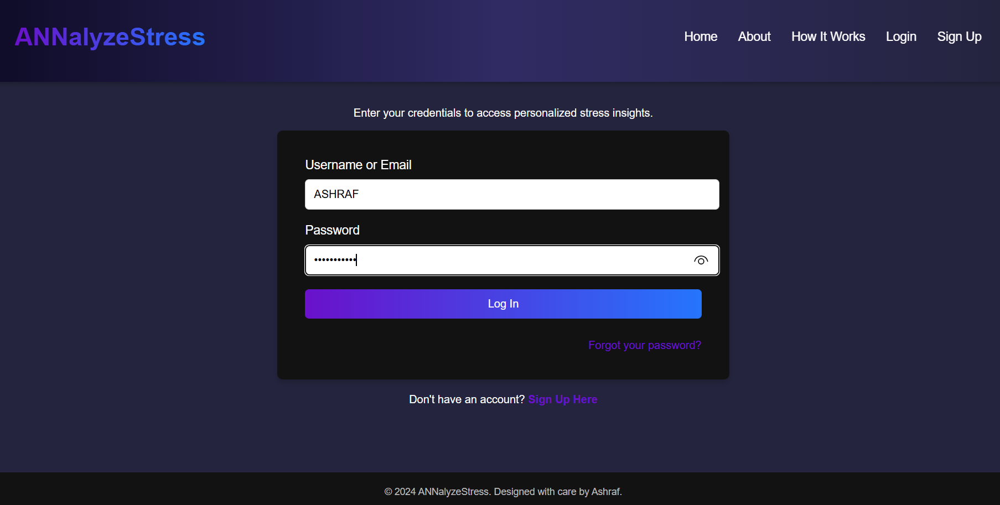 ANNalyzeStress
Home About How It Works Login Sign Up
Enter your credentials to access personalized stress insights.
Username or Email
ASHRAF
Password
•••••••••••
Log In
Forgot your password?
Don't have an account? Sign Up Here
© 2024 ANNalyzeStress. Designed with care by Ashraf.